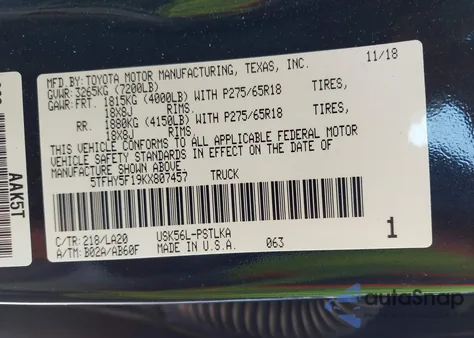 MFD.BY: TOYOTA MOTOR MANUFACTURING, TEXAS, INC. 11/18
GVWR: 3265KG (7200LB)
GAWR: FRT. 1815KG (4000LB) WITH P275/65R18 TIRES,
18X8J RIMS.
RR. 1880KG (4150LB) WITH P275/65R18 TIRES,
18X8J RIMS.
THIS VEHICLE CONFORMS TO ALL APPLICABLE FEDERAL MOTOR
VEHICLE SAFETY STANDARDS IN EFFECT ON THE DATE OF
MANUFACTURE SHOWN ABOVE.
5TFHY5F19KX807457 TRUCK
C/TR: 218/LA20 USK56L-PSTLKA
A/TM: B02A/AB60F MADE IN U.S.A. 063
1
AAK5T
autoSnap